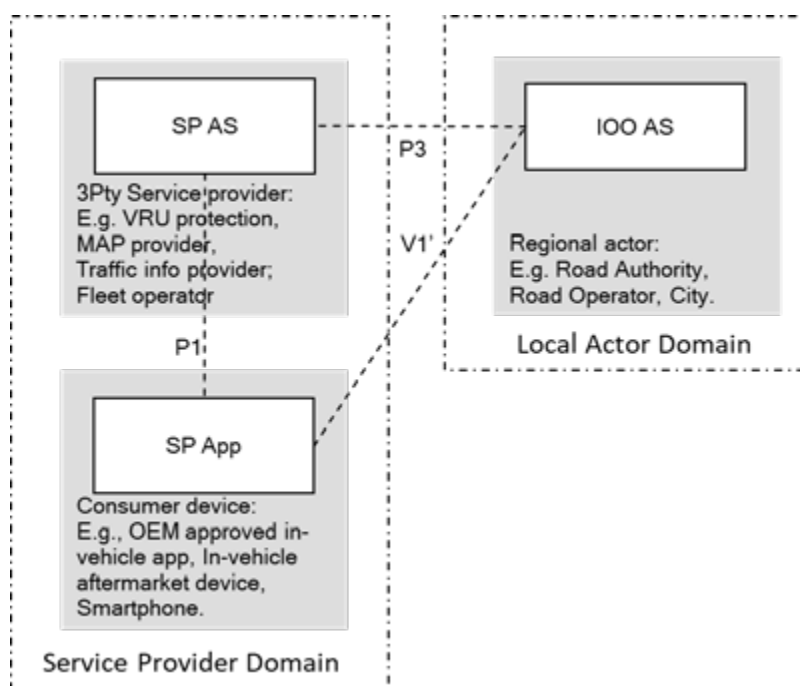 SP AS
3Pty Service provider:
E.g. VRU protection,
MAP provider,
Traffic info provider;
Fleet operator
P1
SP App
Consumer device:
E.g., OEM approved in-
vehicle app, In-vehicle
aftermarket device,
Smartphone.
Service Provider Domain
P3
V1’
IOO AS
Regional actor:
E.g. Road Authority,
Road Operator, City.
Local Actor Domain